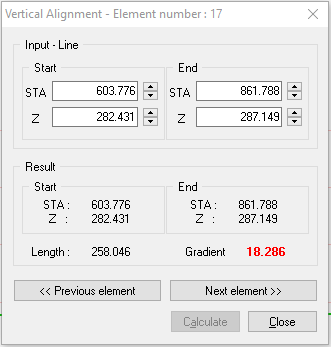 Vertical Alignment - Element number : 17
Input - Line
Start
End
STA 603.776 STA 861.788
Z 282.431 Z 287.149
Result
Start
End
STA : 603.776 STA : 861.788
Z : 282.431 Z : 287.149
Length : 258.046 Gradient 18.286
<< Previous element Next element >>
Calculate Close